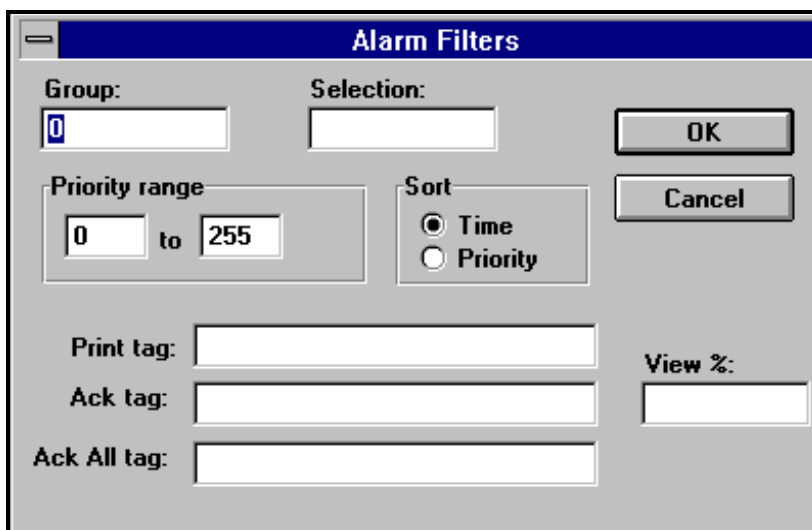 Alarm Filters
Group: Selection:
0
OK
Priority range Sort
Cancel
0 to 255 Time
Priority
Print tag:
View %:
Ack tag:
Ack All tag: